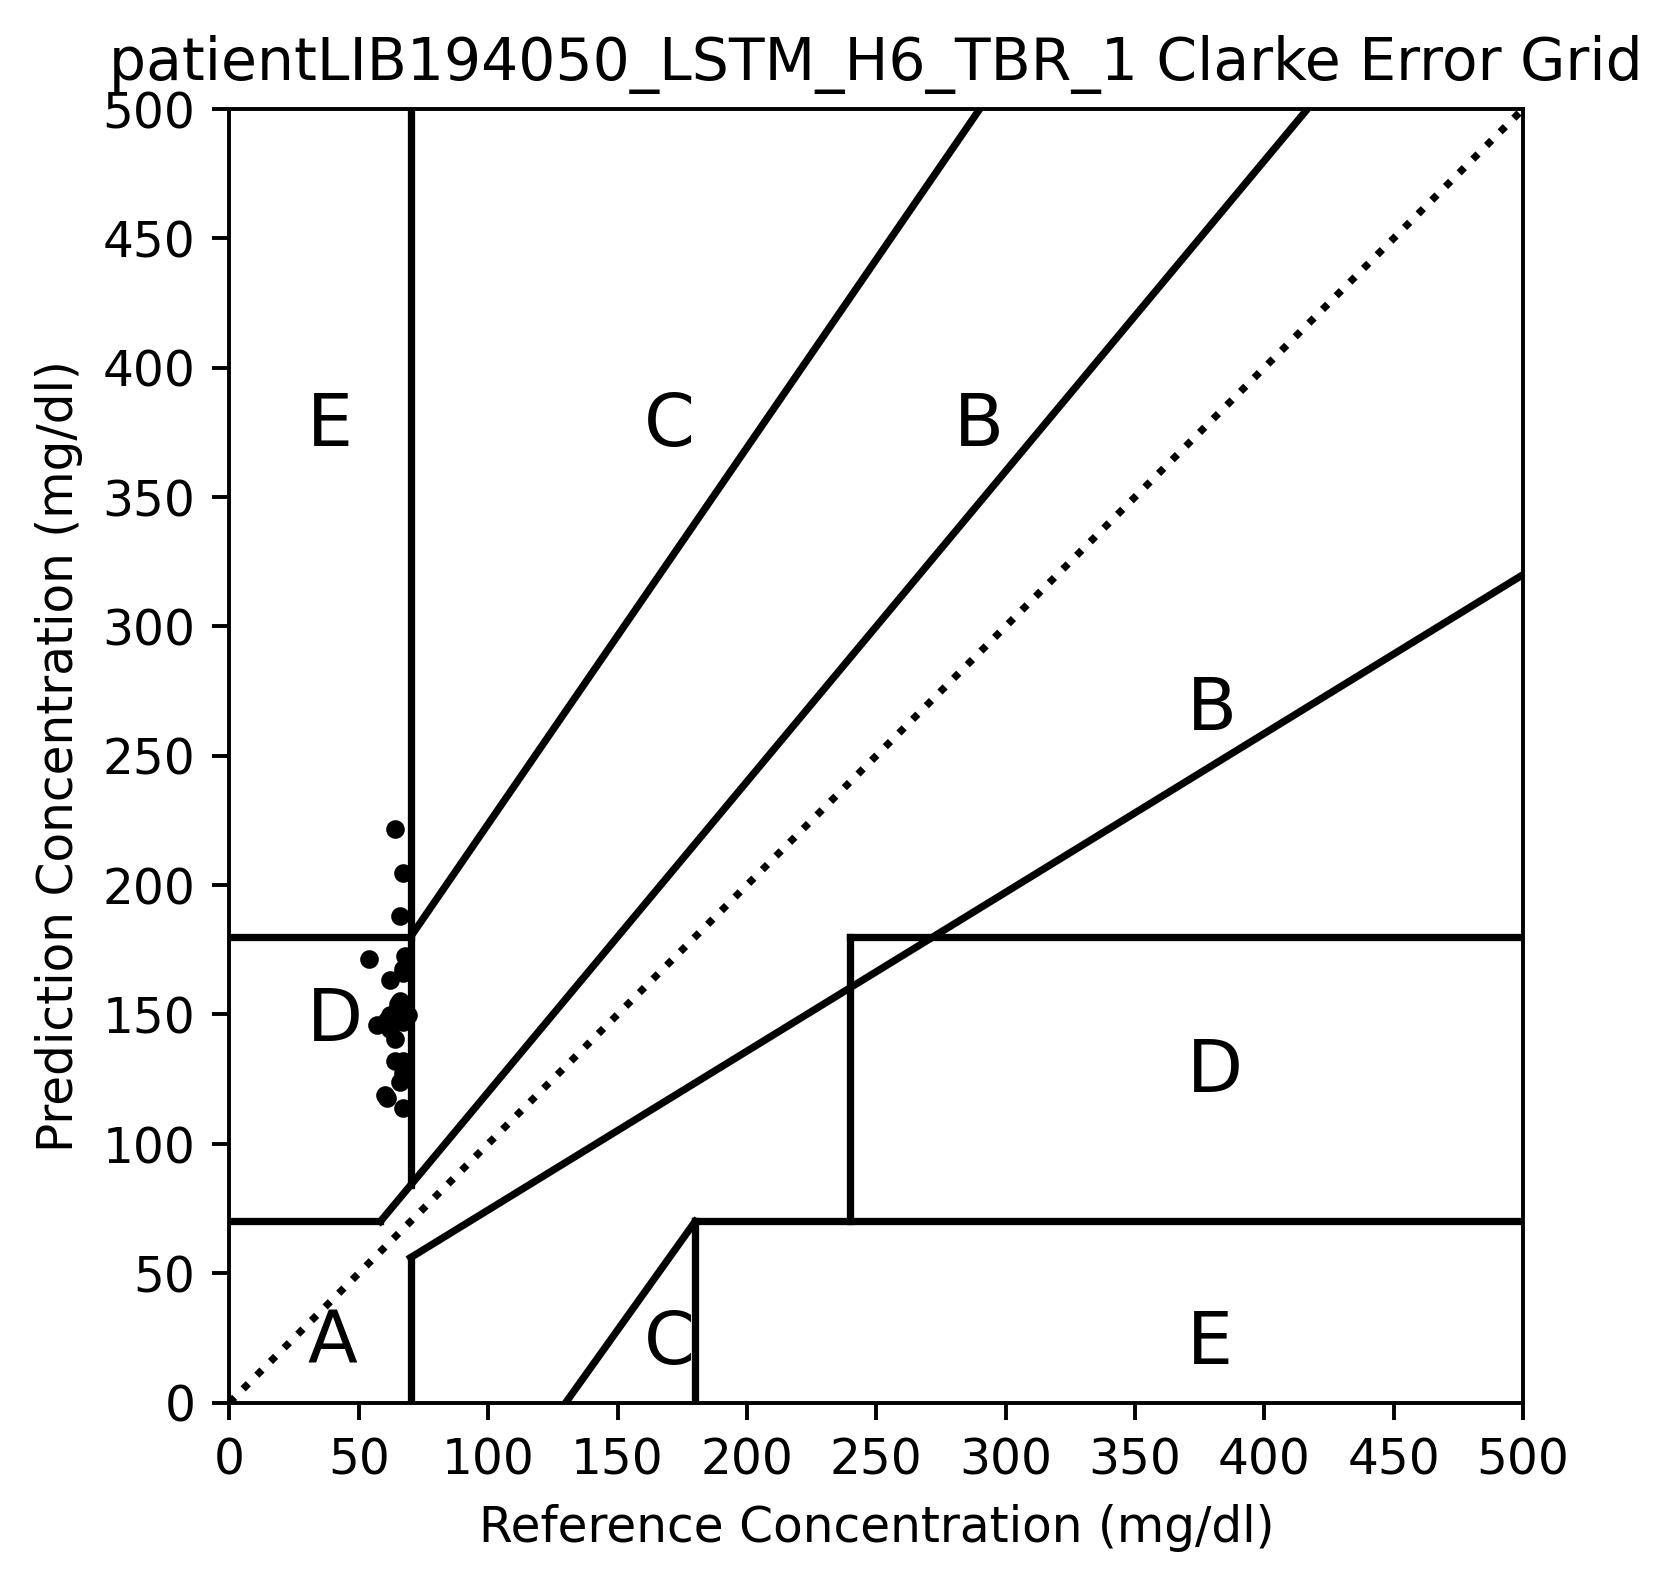 patientLIB194050_LSTM_H6_TBR_1 Clarke Error Grid
500
450
400
350
300
250
200
150
100
50
0
Prediction Concentration (mg/dl)
E
C
B
B
D
D
A
C
E
0 50 100 150 200 250 300 350 400 450 500
Reference Concentration (mg/dl)